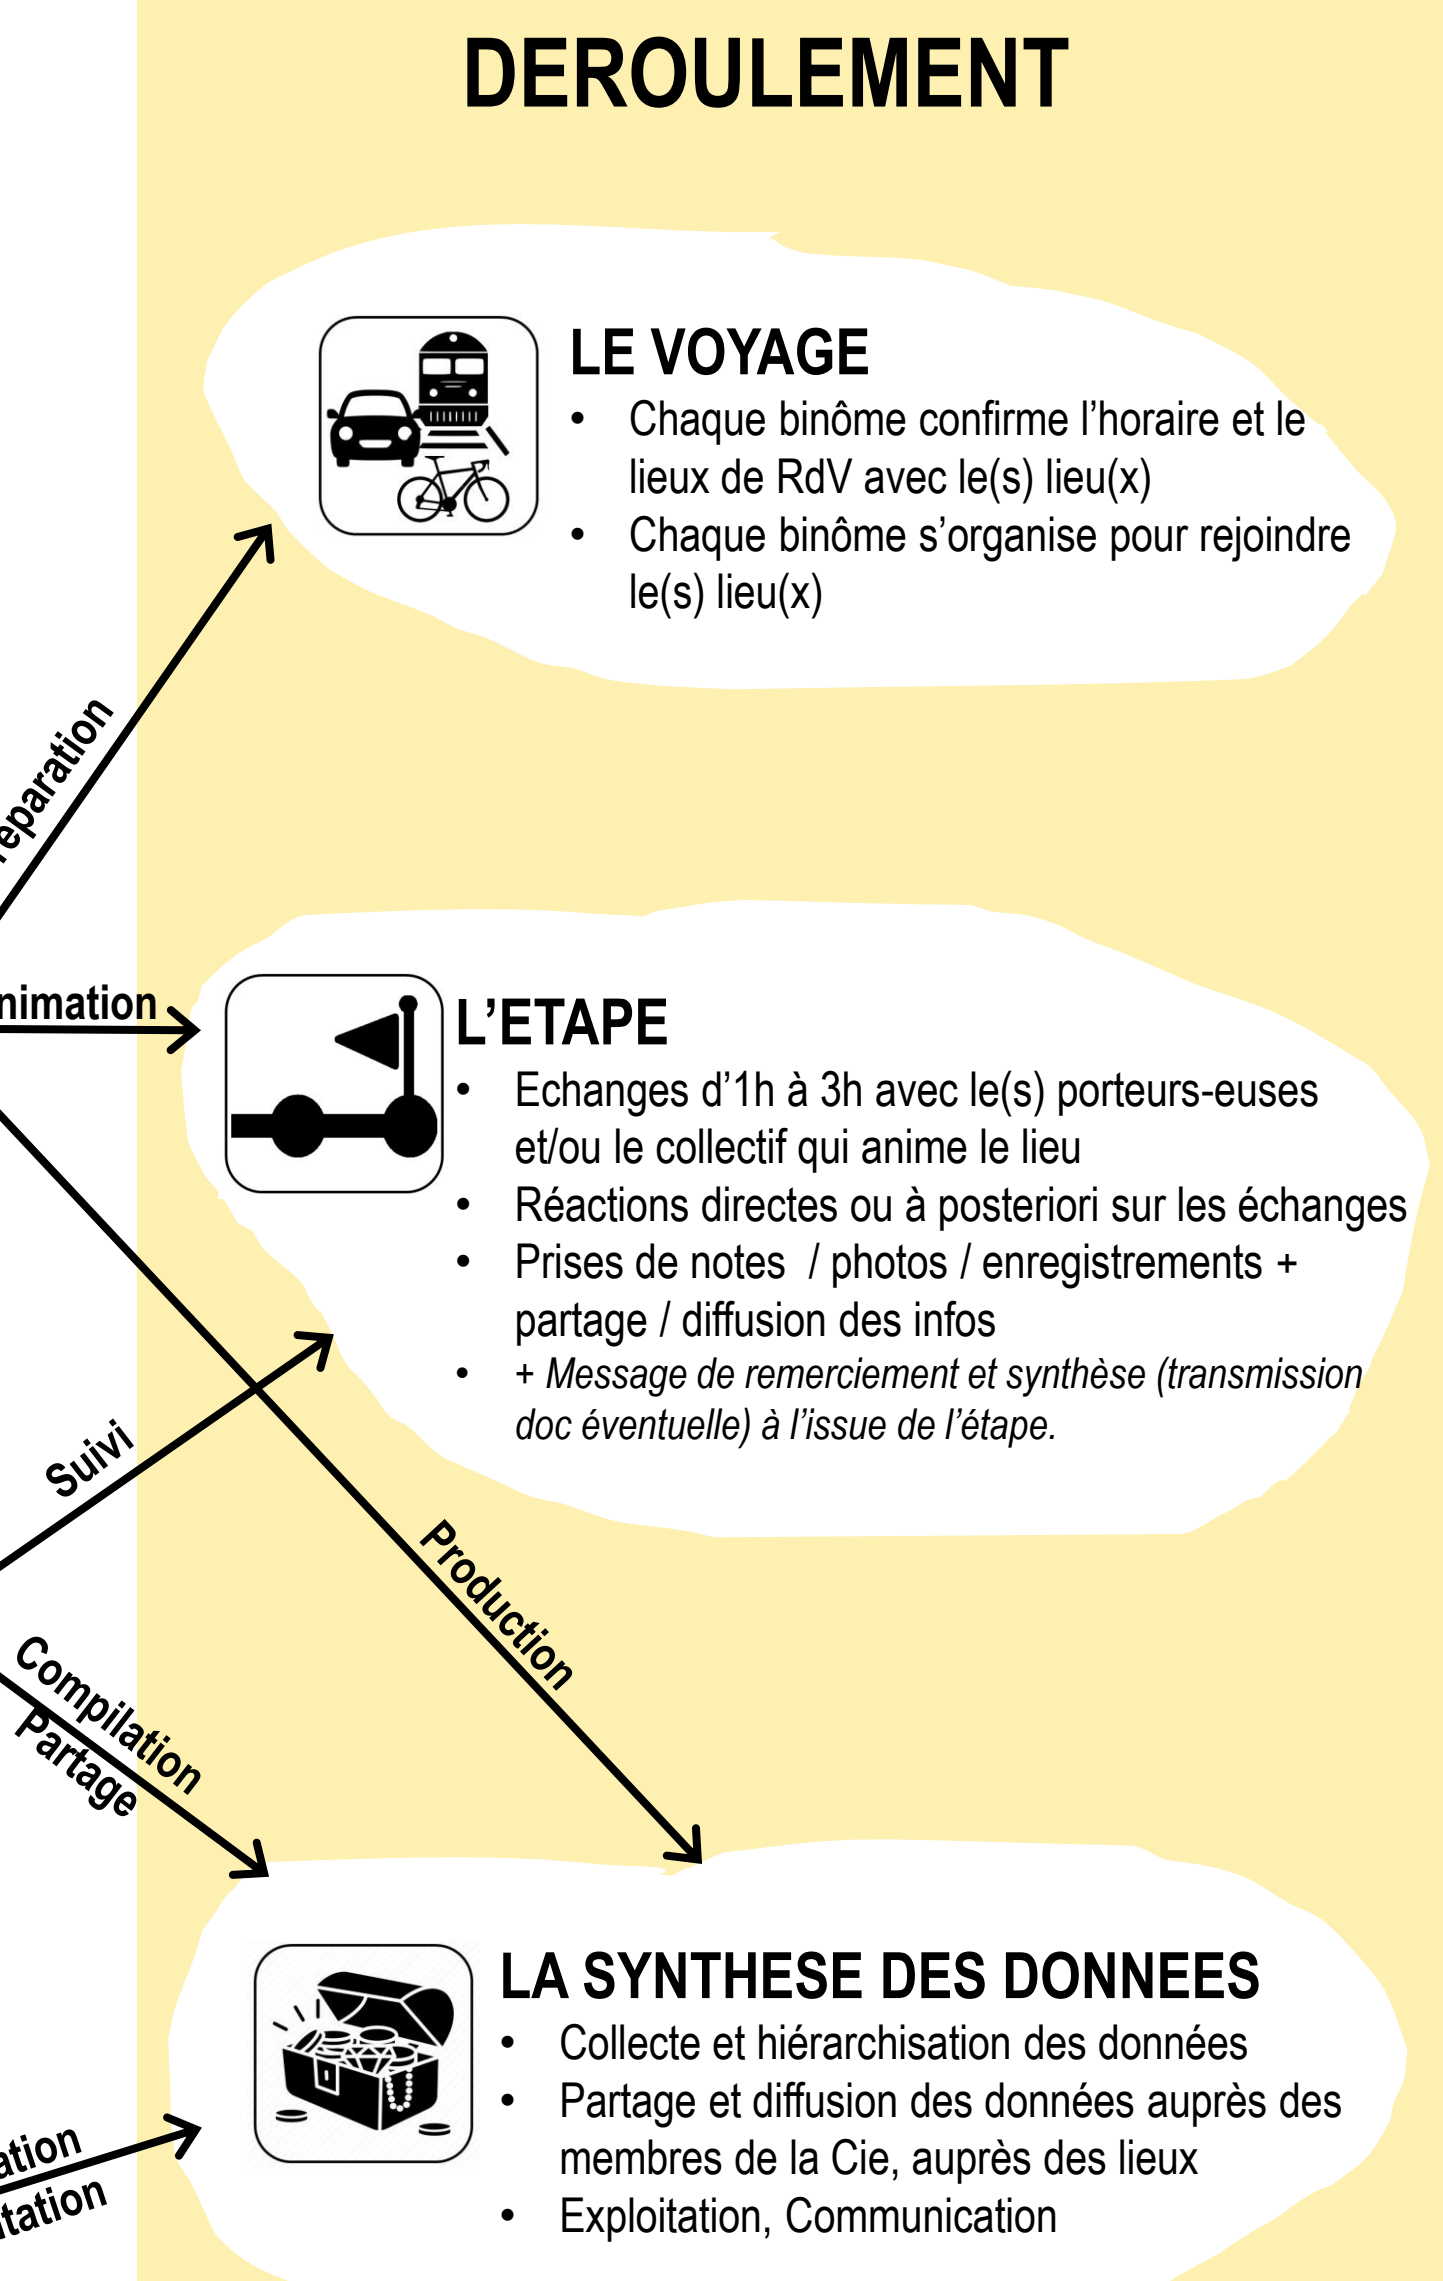 DEROULEMENT
LE VOYAGE
• Chaque binôme confirme l’horaire et le
lieux de RdV avec le(s) lieu(x)
• Chaque binôme s’organise pour rejoindre
le(s) lieu(x)
L’ETAPE
• Echanges d’1h à 3h avec le(s) porteurs-euses
et/ou le collectif qui anime le lieu
• Réactions directes ou à posteriori sur les échanges
• Prises de notes / photos / enregistrements +
partage / diffusion des infos
• + Message de remerciement et synthèse (transmission
doc éventuelle) à l’issue de l’étape.
Suivi
Production
Compilation
Partage
LA SYNTHESE DES DONNEES
• Collecte et hiérarchisation des données
• Partage et diffusion des données auprès des
membres de la Cie, auprès des lieux
• Exploitation, Communication